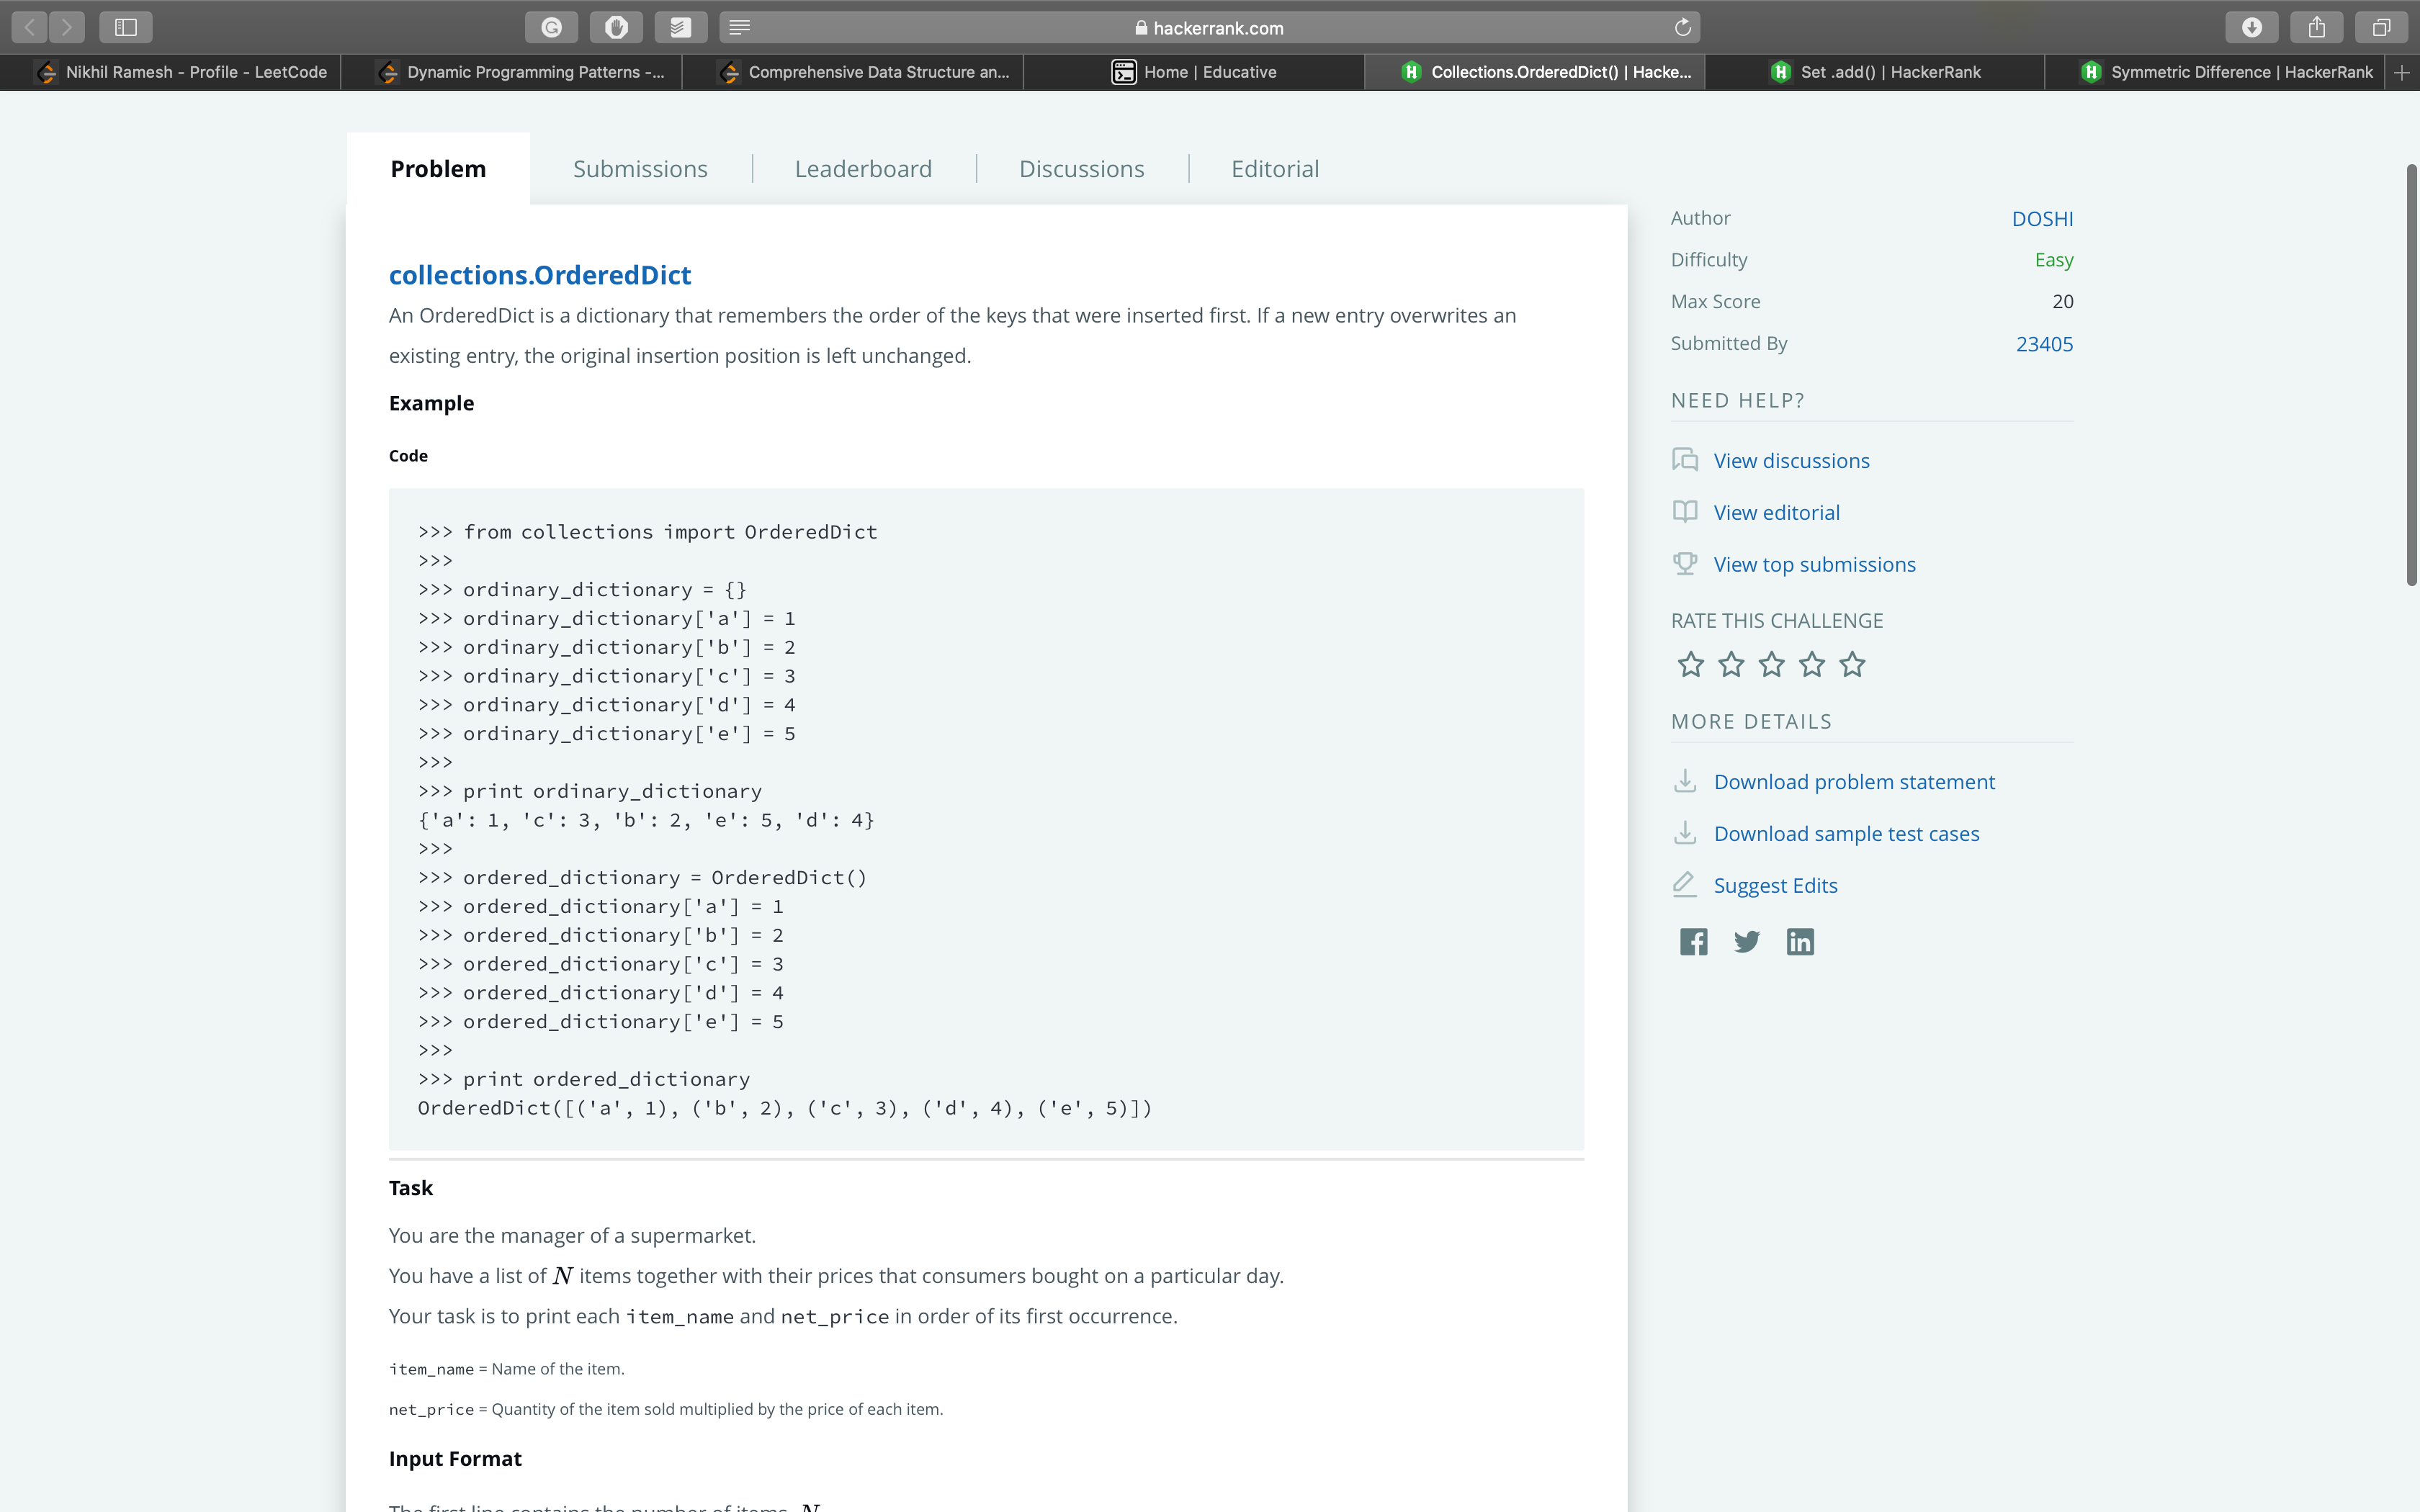 hackerrank.com
Nikhil Ramesh - Profile - LeetCode
Dynamic Programming Patterns -...
Comprehensive Data Structure an...
Home | Educative
Collections.OrderedDict() | Hacke...
Set .add() | HackerRank
Symmetric Difference | HackerRank
Problem
Submissions
Leaderboard
Discussions
Editorial
collections.OrderedDict
An OrderedDict is a dictionary that remembers the order of the keys that were inserted first. If a new entry overwrites an
existing entry, the original insertion position is left unchanged.
Example
Code
>>> from collections import OrderedDict
>>>
>>> ordinary_dictionary = {}
>>> ordinary_dictionary['a'] = 1
>>> ordinary_dictionary['b'] = 2
>>> ordinary_dictionary['c'] = 3
>>> ordinary_dictionary['d'] = 4
>>> ordinary_dictionary['e'] = 5
>>>
>>> print ordinary_dictionary
{'a': 1, 'c': 3, 'b': 2, 'e': 5, 'd': 4}
>>>
>>> ordered_dictionary = OrderedDict()
>>> ordered_dictionary['a'] = 1
>>> ordered_dictionary['b'] = 2
>>> ordered_dictionary['c'] = 3
>>> ordered_dictionary['d'] = 4
>>> ordered_dictionary['e'] = 5
>>>
>>> print ordered_dictionary
OrderedDict([('a', 1), ('b', 2), ('c', 3), ('d', 4), ('e', 5)])
Task
You are the manager of a supermarket.
You have a list of N items together with their prices that consumers bought on a particular day.
Your task is to print each item_name and net_price in order of its first occurrence.
item_name = Name of the item.
net_price = Quantity of the item sold multiplied by the price of each item.
Input Format
The first line contains the number of items, N
Author DOSHI
Difficulty Easy
Max Score 20
Submitted By 23405
NEED HELP?
View discussions
View editorial
View top submissions
RATE THIS CHALLENGE
MORE DETAILS
Download problem statement
Download sample test cases
Suggest Edits